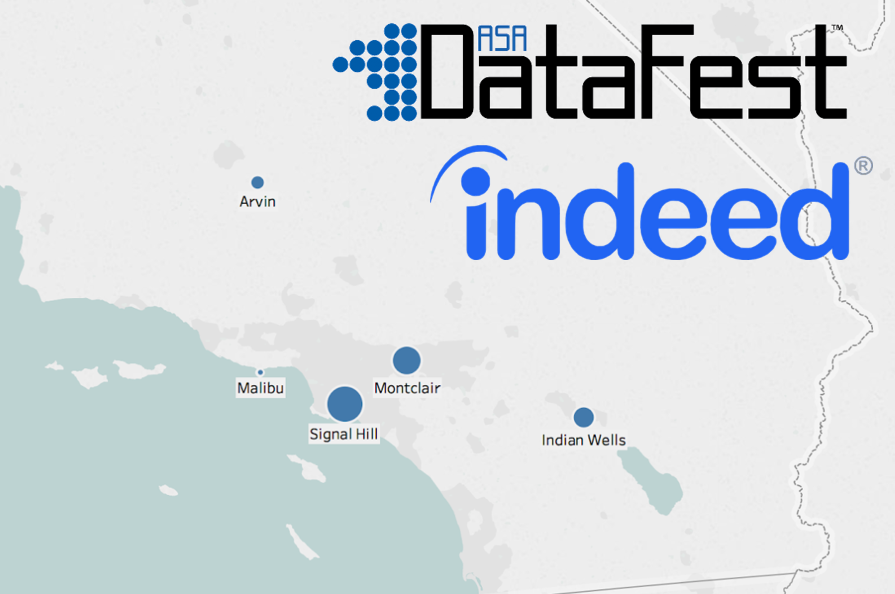 ASA
DataFest™
indeed®
Arvin
Malibu
Montclair
Signal Hill
Indian Wells